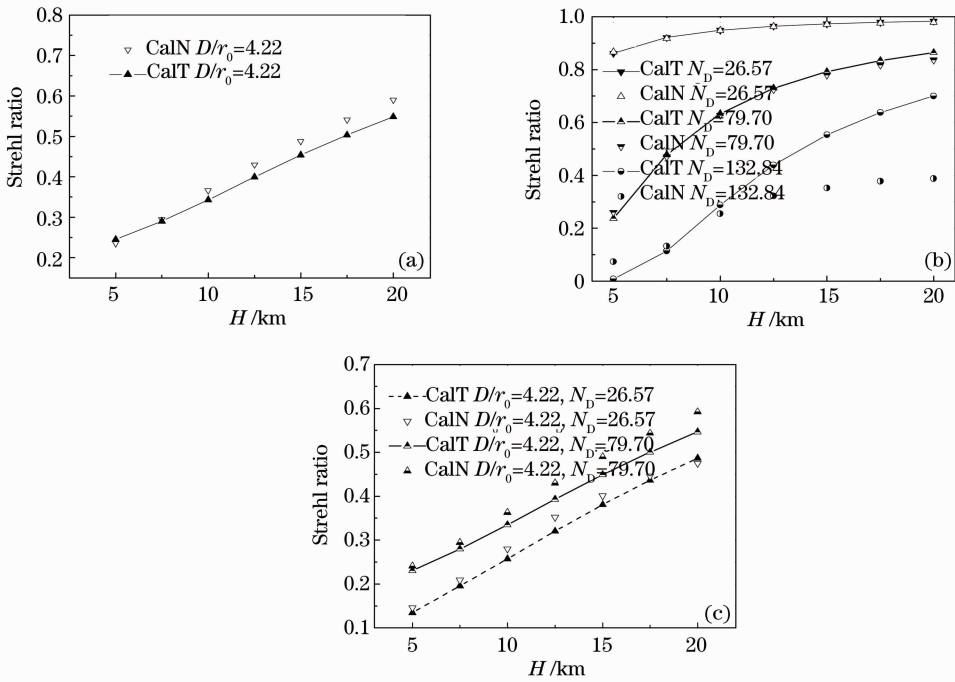 0.8
0.7
0.6
0.5
0.4
0.3
0.2
Strehl ratio
CalN D/r0=4.22
CalT D/r0=4.22
(a)
5 10 15 20
H /km
1.0
0.8
0.6
0.4
0.2
0
Strehl ratio
CalT ND=26.57
CalN ND=26.57
CalT ND=79.70
CalN ND=79.70
CalT ND=132.84
CalN ND=132.84
(b)
5 10 15 20
H /km
0.7
0.6
0.5
0.4
0.3
0.2
0.1
Strehl ratio
CalT D/r0=4.22, ND=26.57
CalN D/r0=4.22, ND=26.57
CalT D/r0=4.22, ND=79.70
CalN D/r0=4.22, ND=79.70
(c)
5 10 15 20
H /km